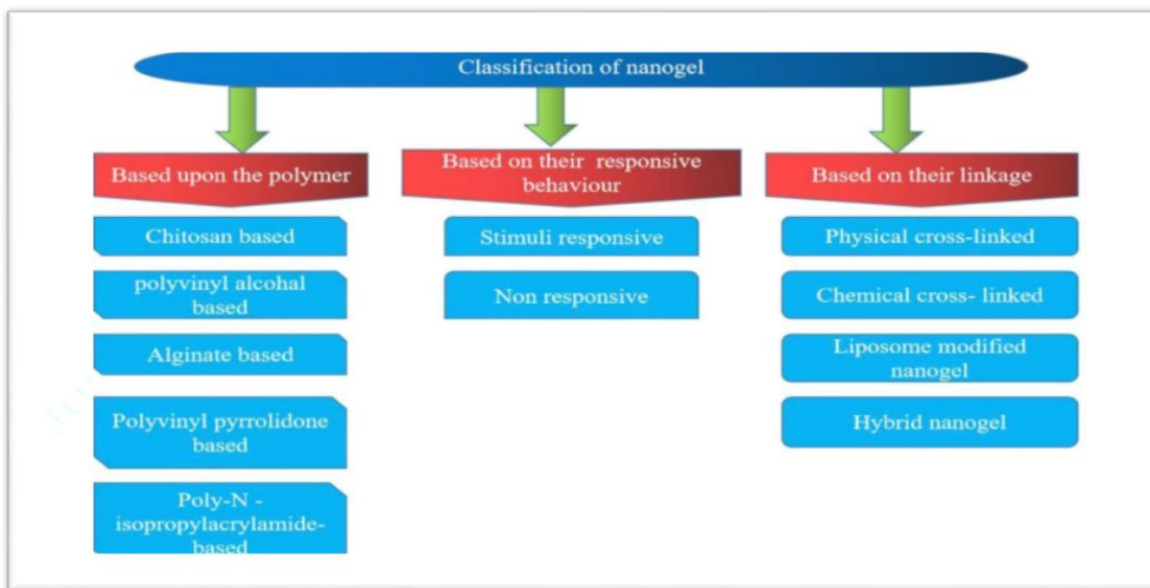 Classification of nanogel
Based upon the polymer
Chitosan based
polyvinyl alcohal
based
Alginate based
Polyvinyl pyrrolidone
based
Poly-N -
isopropylacrylamide-
based
Based on their responsive
behaviour
Stimuli responsive
Non responsive
Based on their linkage
Physical cross-linked
Chemical cross- linked
Liposome modified
nanogel
Hybrid nanogel